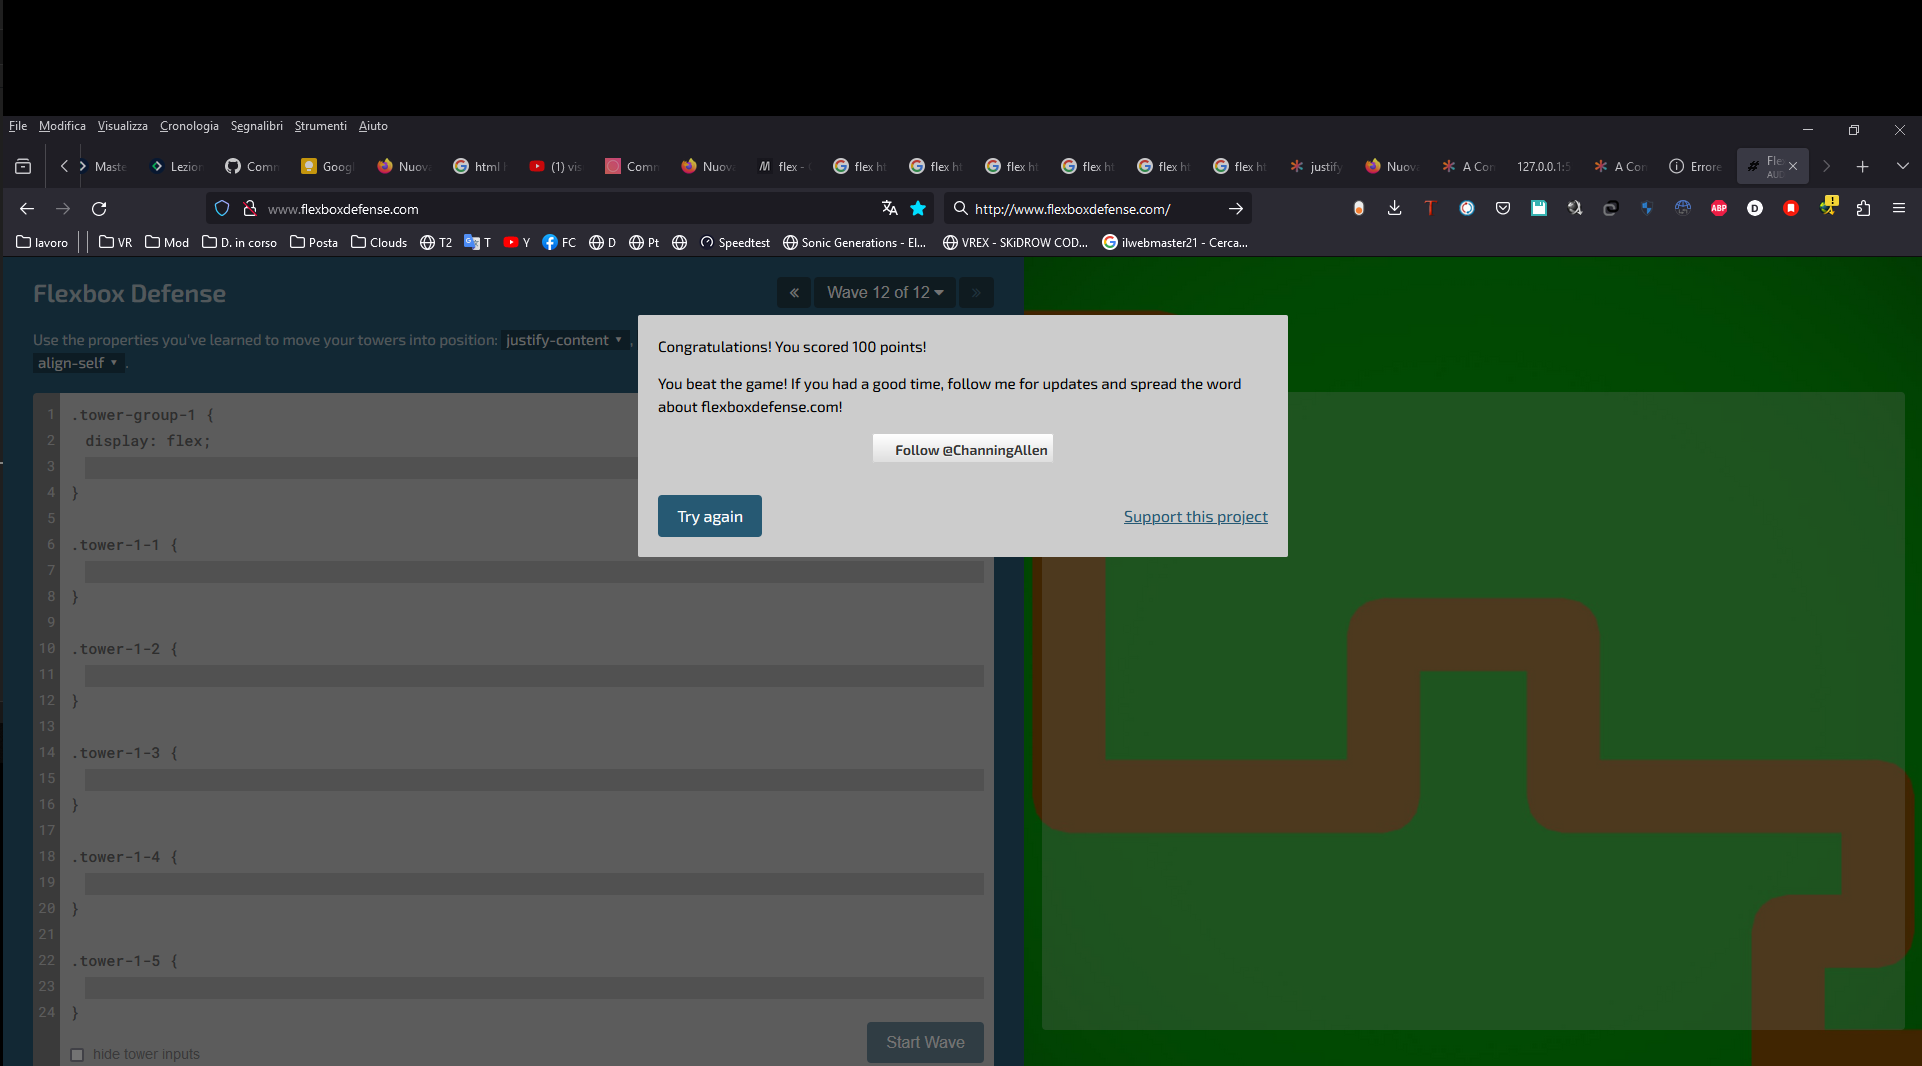 File Modifica Visualizza Cronologia Segnalibri Strumenti Aiuto
Maste Lezion Comn Googl Nuov html (1) vis Comn Nuov flex - flex ht flex ht flex ht flex ht flex ht flex ht justify Nuov A Con 127.0.0.1:5 A Con Errore Fle
www.flexboxdefense.com http://www.flexboxdefense.com/
lavoro VR Mod D. in corso Posta Clouds T2 T Y FC D Pt Speedtest Sonic Generations - El... VREX - SKiDROW COD... ilwebmaster21 - Cerca...
Flexbox Defense
« Wave 12 of 12 »
Use the properties you've learned to move your towers into position: justify-content ,
align-self .
Congratulations! You scored 100 points!
You beat the game! If you had a good time, follow me for updates and spread the word
about flexboxdefense.com!
Follow @ChanningAllen
Try again Support this project
1 .tower-group-1 {
2 display: flex;
3
4 }
5
6 .tower-1-1 {
7
8 }
9
10 .tower-1-2 {
11
12 }
13
14 .tower-1-3 {
15
16 }
17
18 .tower-1-4 {
19
20 }
21
22 .tower-1-5 {
23
24 }
Start Wave
hide tower inputs